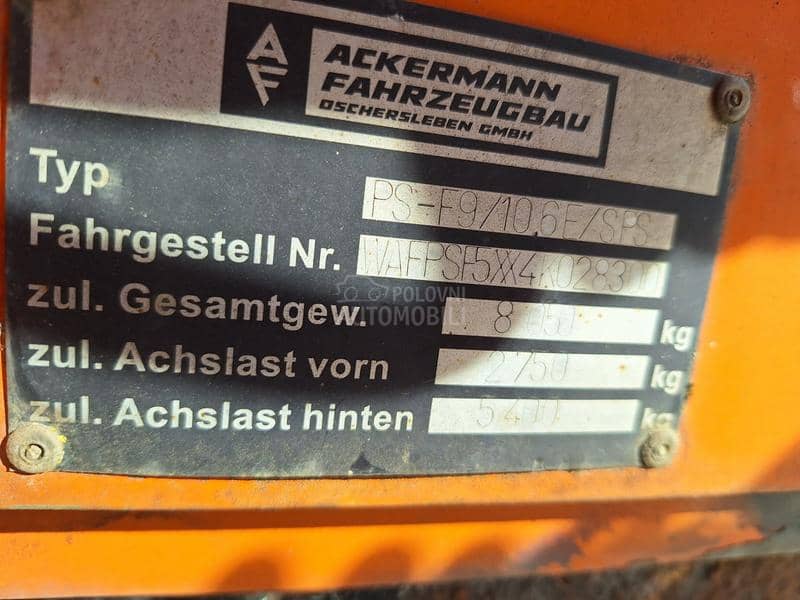 AF
ACKERMANN
FAHRZEUGBAU
OSCHERSLEBEN GMBH
Typ PS-F9/10.6E/SPS
Fahrgestell Nr.
POLOVNI
AUTOMOBILI
zul. Gesamtgew. kg
zul. Achslast vorn 2750 kg
zul. Achslast hinten 5400 kg